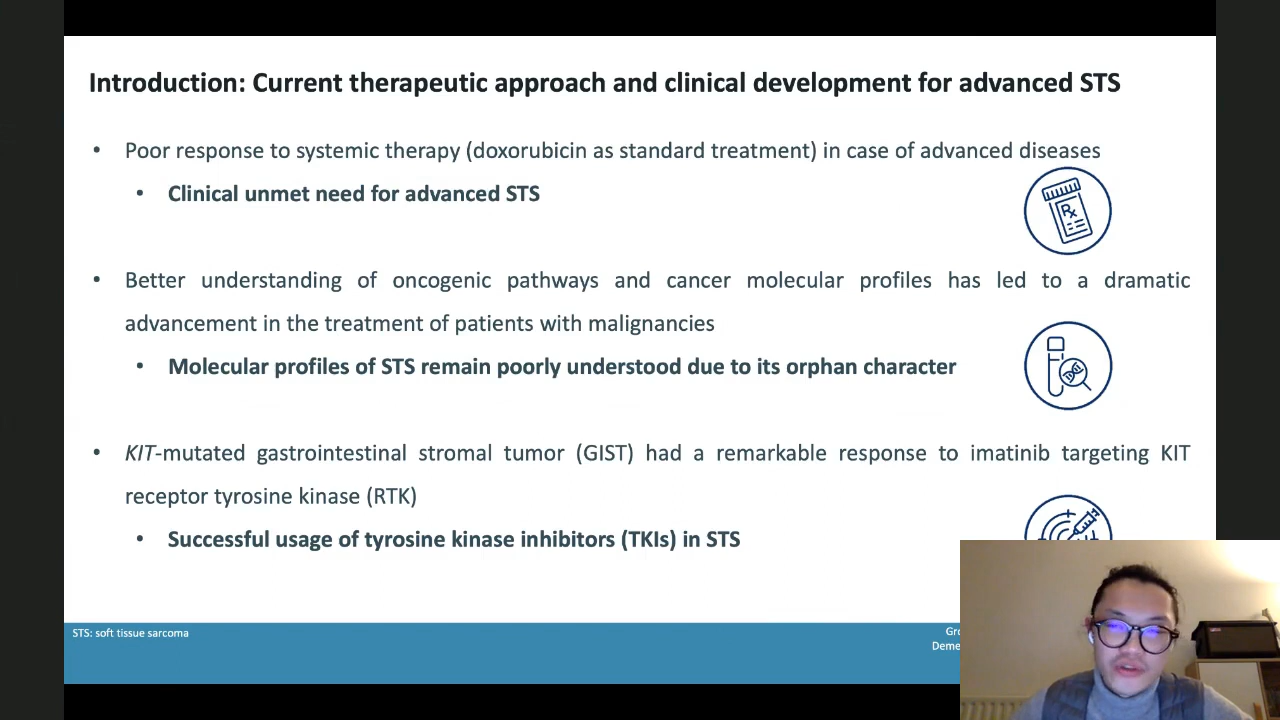 Introduction: Current therapeutic approach and clinical development for advanced STS
• Poor response to systemic therapy (doxorubicin as standard treatment) in case of advanced diseases
• Clinical unmet need for advanced STS
Rx
• Better understanding of oncogenic pathways and cancer molecular profiles has led to a dramatic
advancement in the treatment of patients with malignancies
• Molecular profiles of STS remain poorly understood due to its orphan character
• KIT-mutated gastrointestinal stromal tumor (GIST) had a remarkable response to imatinib targeting KIT
receptor tyrosine kinase (RTK)
• Successful usage of tyrosine kinase inhibitors (TKIs) in STS
STS: soft tissue sarcoma